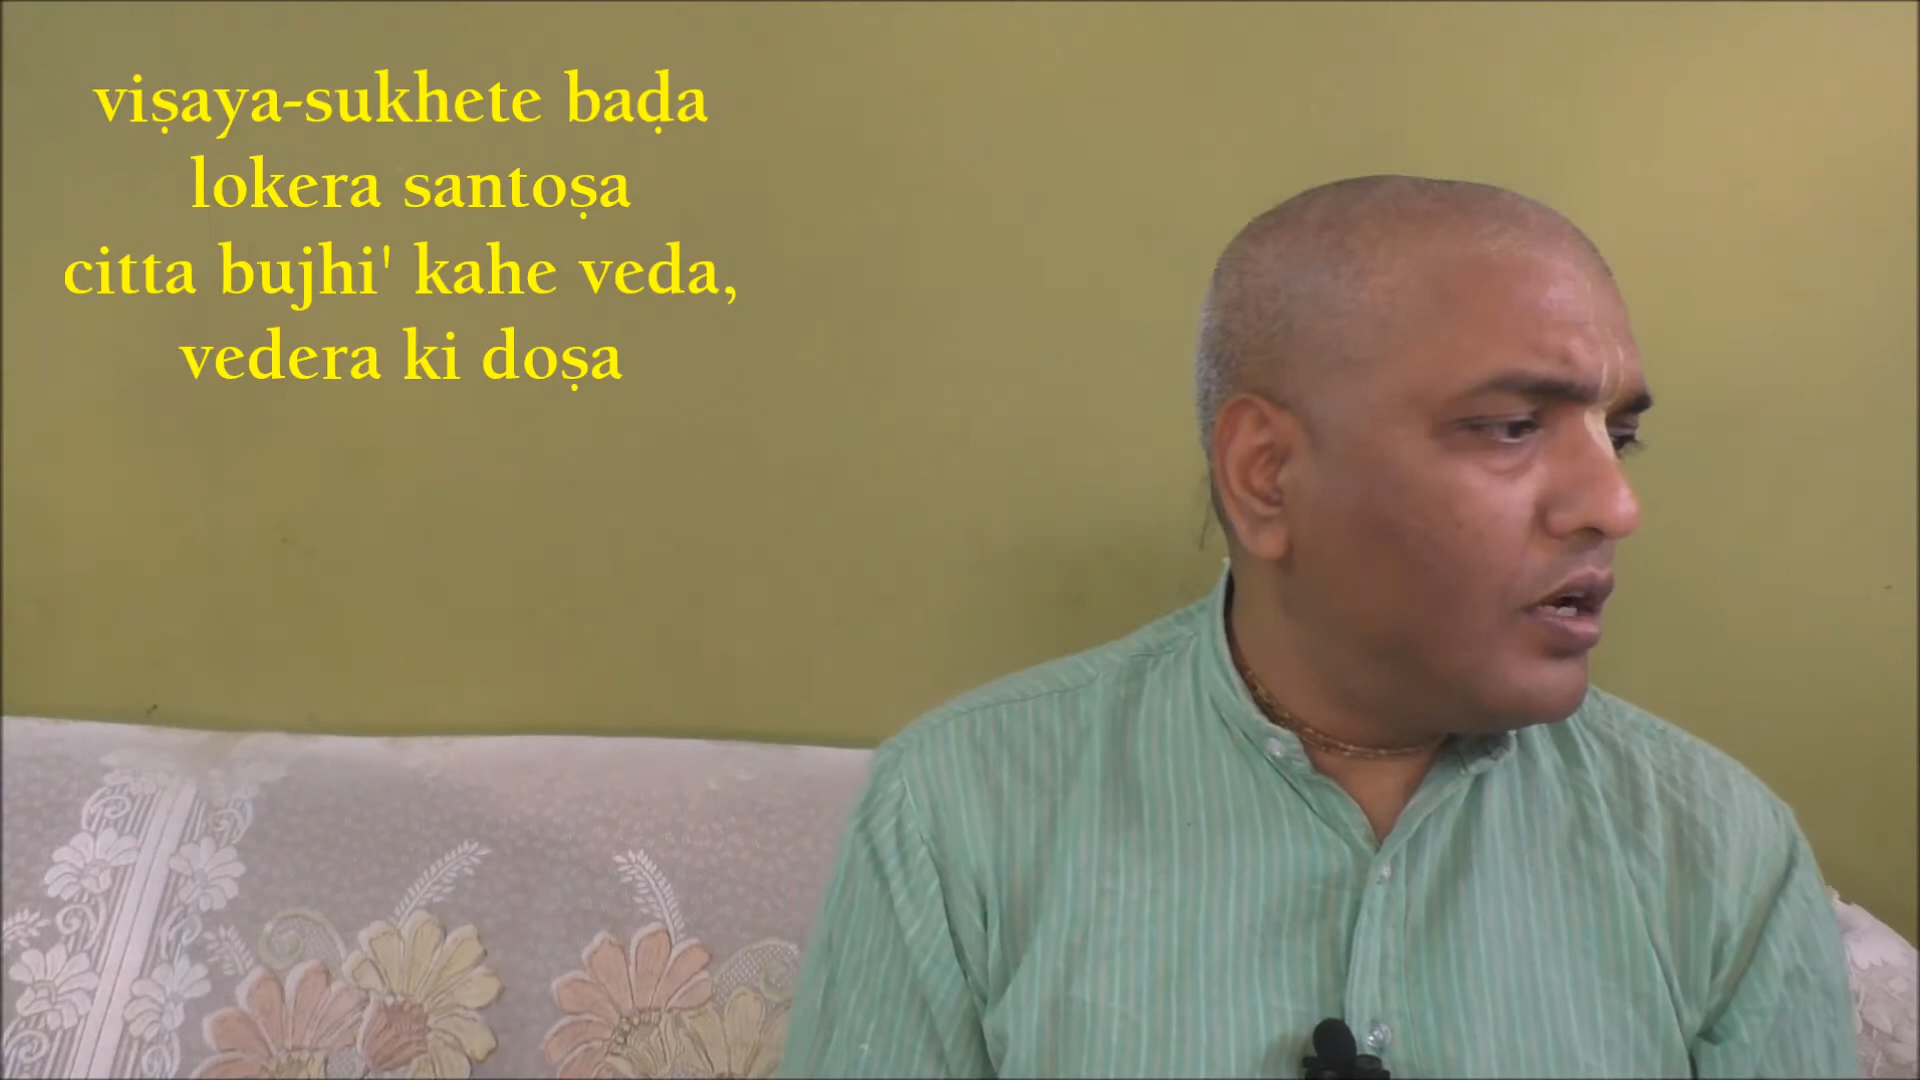 viṣaya-sukhete baḍa
lokera santoṣa
citta bujhi' kahe veda,
vedera ki doṣa